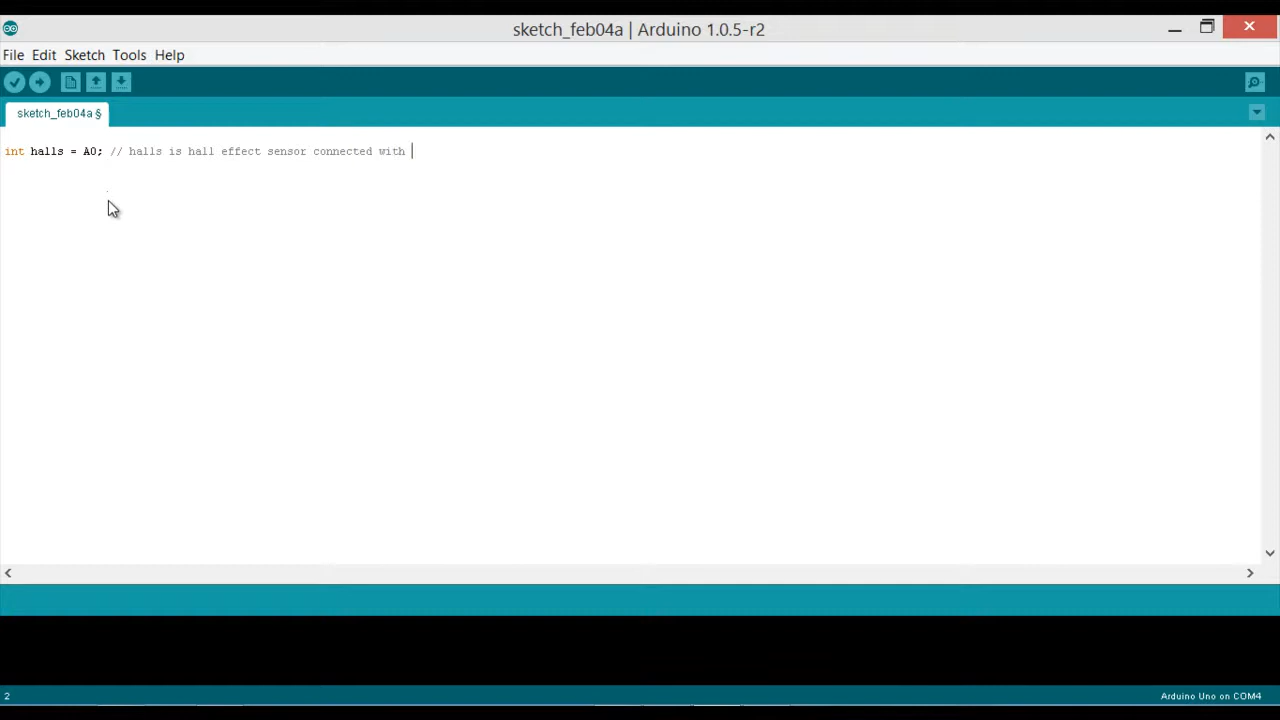 sketch_feb04a | Arduino 1.0.5-r2
File Edit Sketch Tools Help
sketch_feb04a §
int halls = A0; // halls is hall effect sensor connected with
2
Arduino Uno on COM4